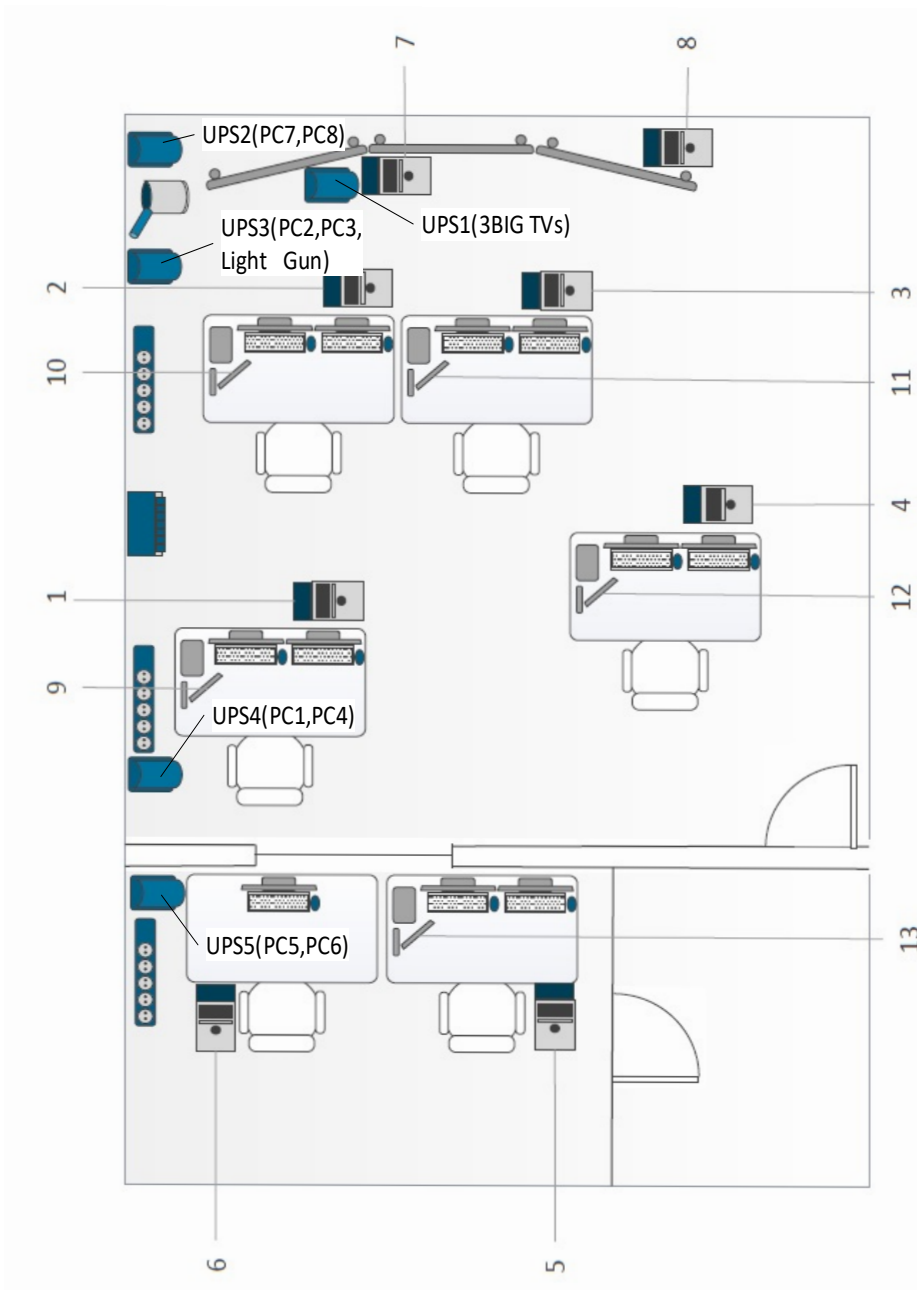 7
8
UPS2(PC7,PC8)
UPS3(PC2,PC3,
Light Gun)
UPS1(3BIG TVs)
2
3
10
11
4
1
12
9
UPS4(PC1,PC4)
UPS5(PC5,PC6)
13
6
5